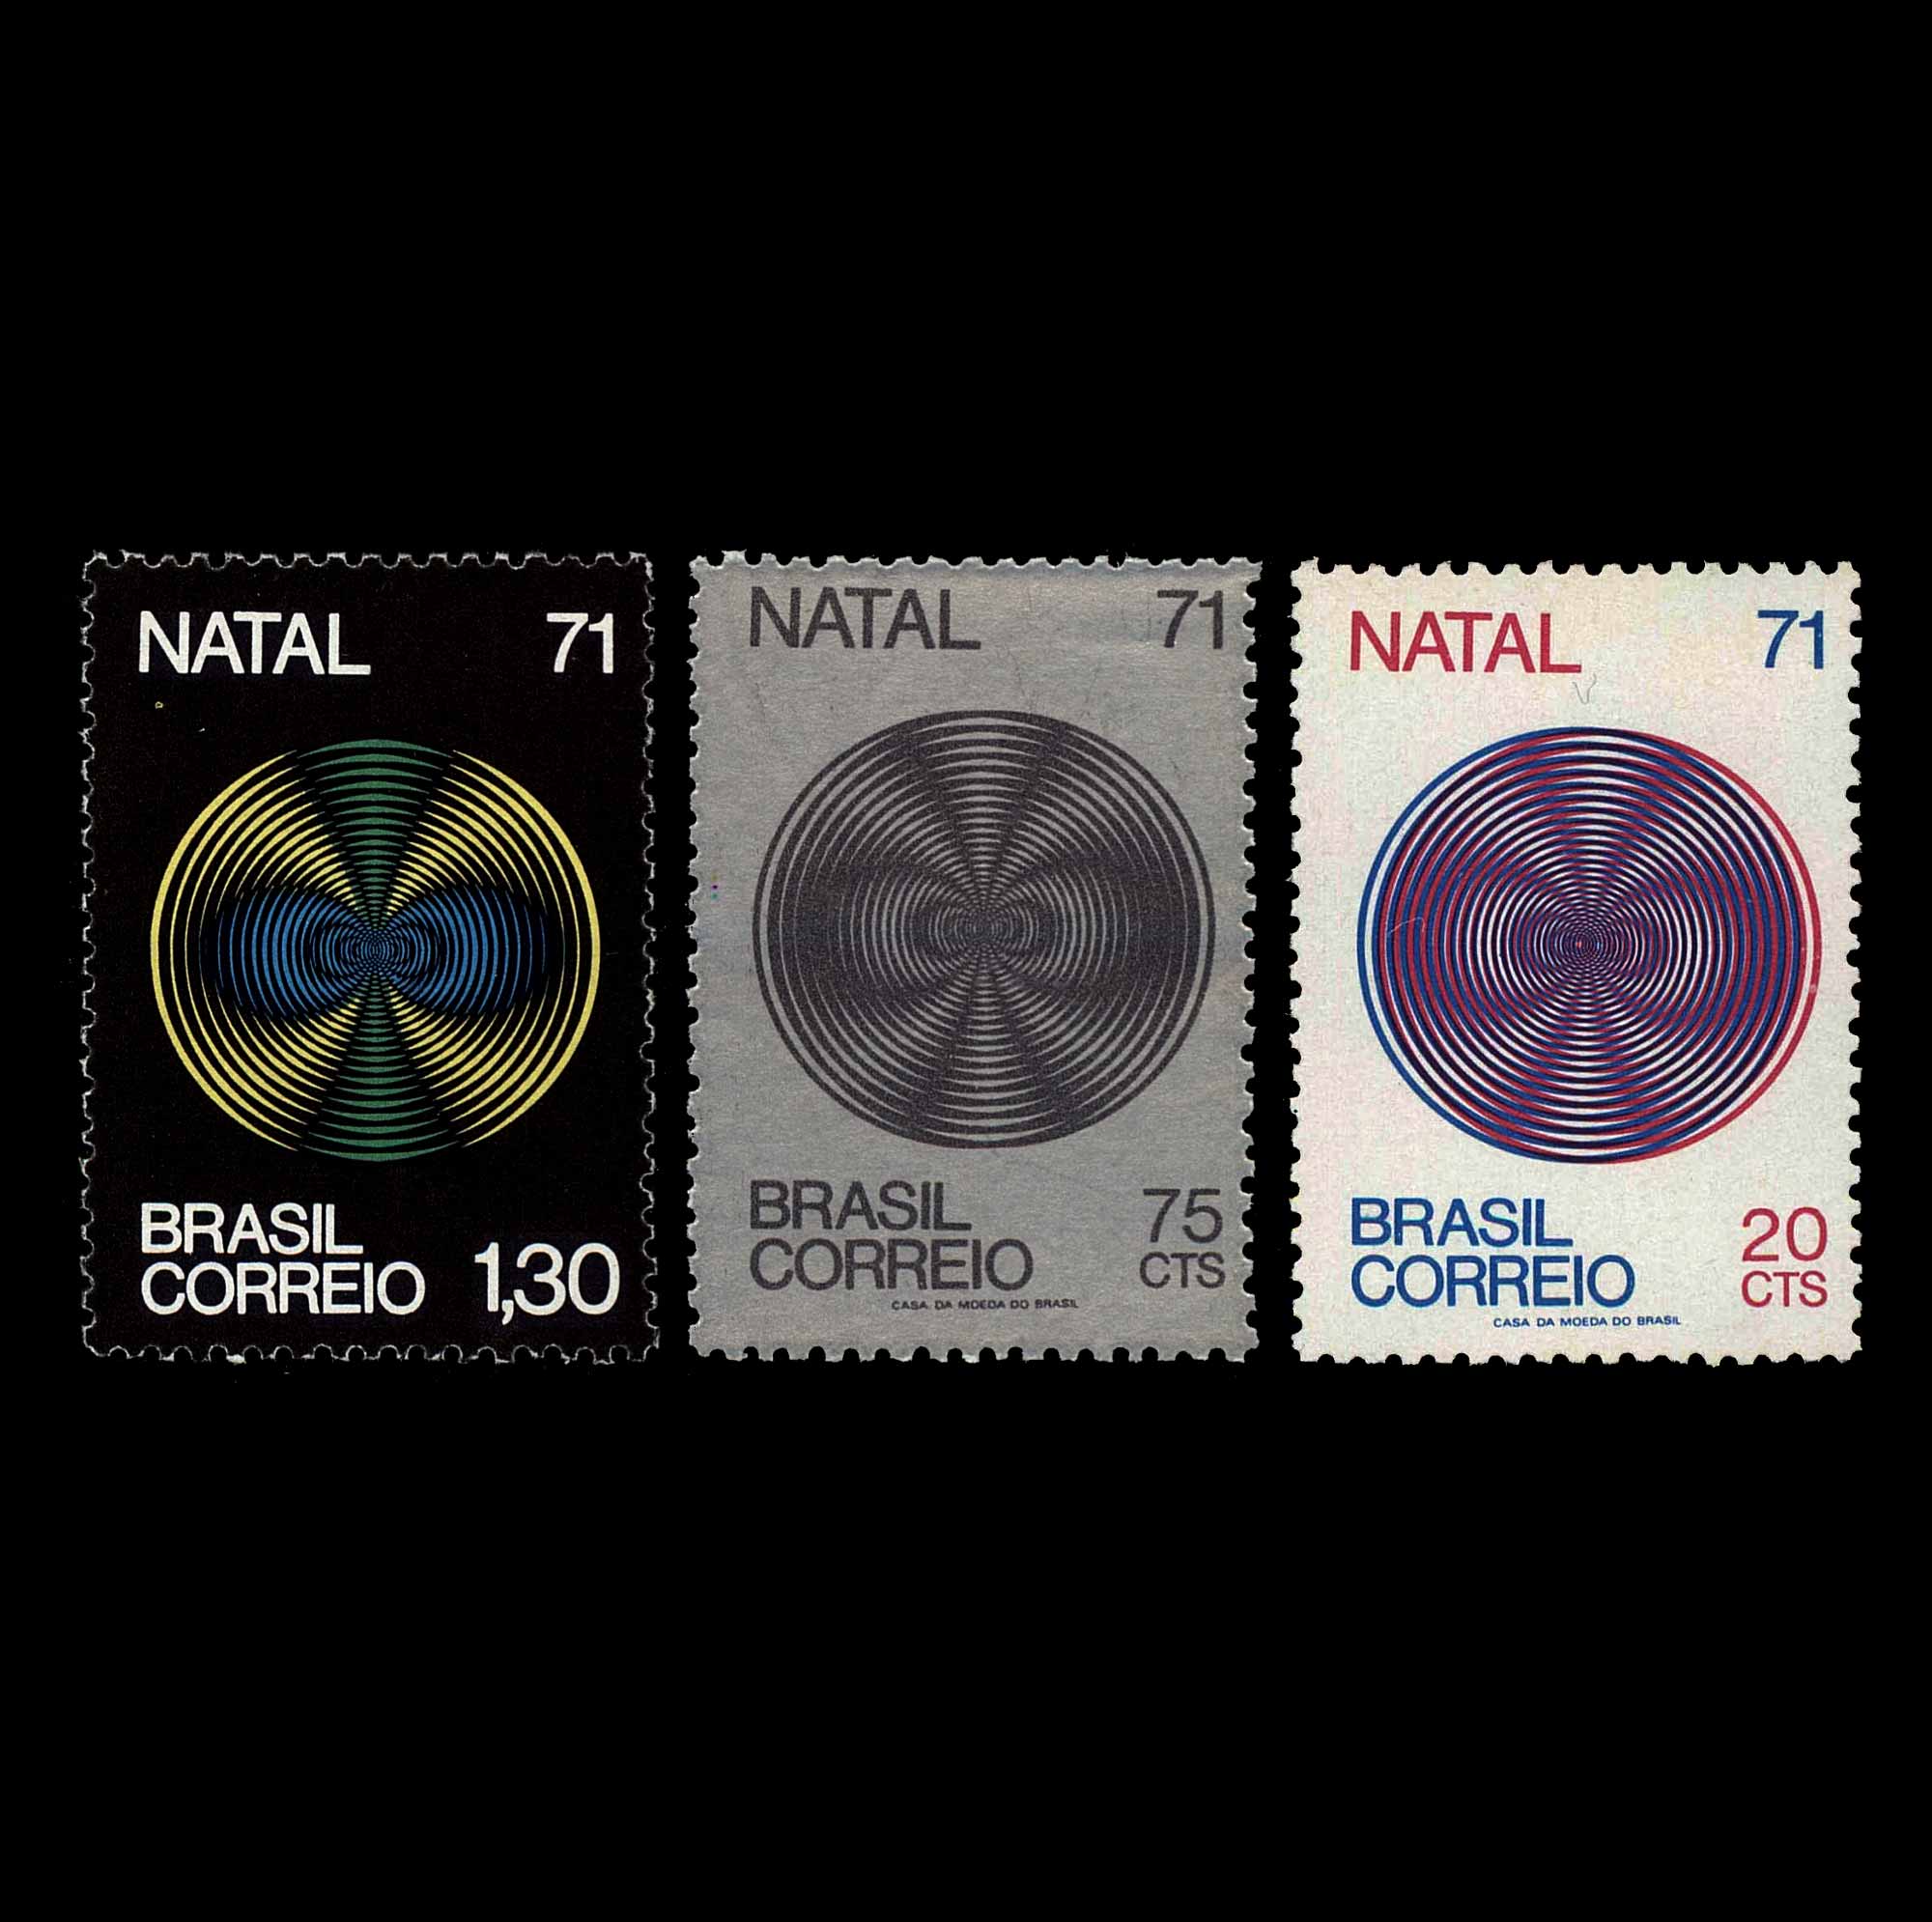 NATAL 71
BRASIL
CORREIO 1,30
NATAL 71
BRASIL 75
CORREIO CTS
CASA DA MOEDA DO BRASIL
NATAL 71
BRASIL 20
CORREIO CTS
CASA DA MOEDA DO BRASIL